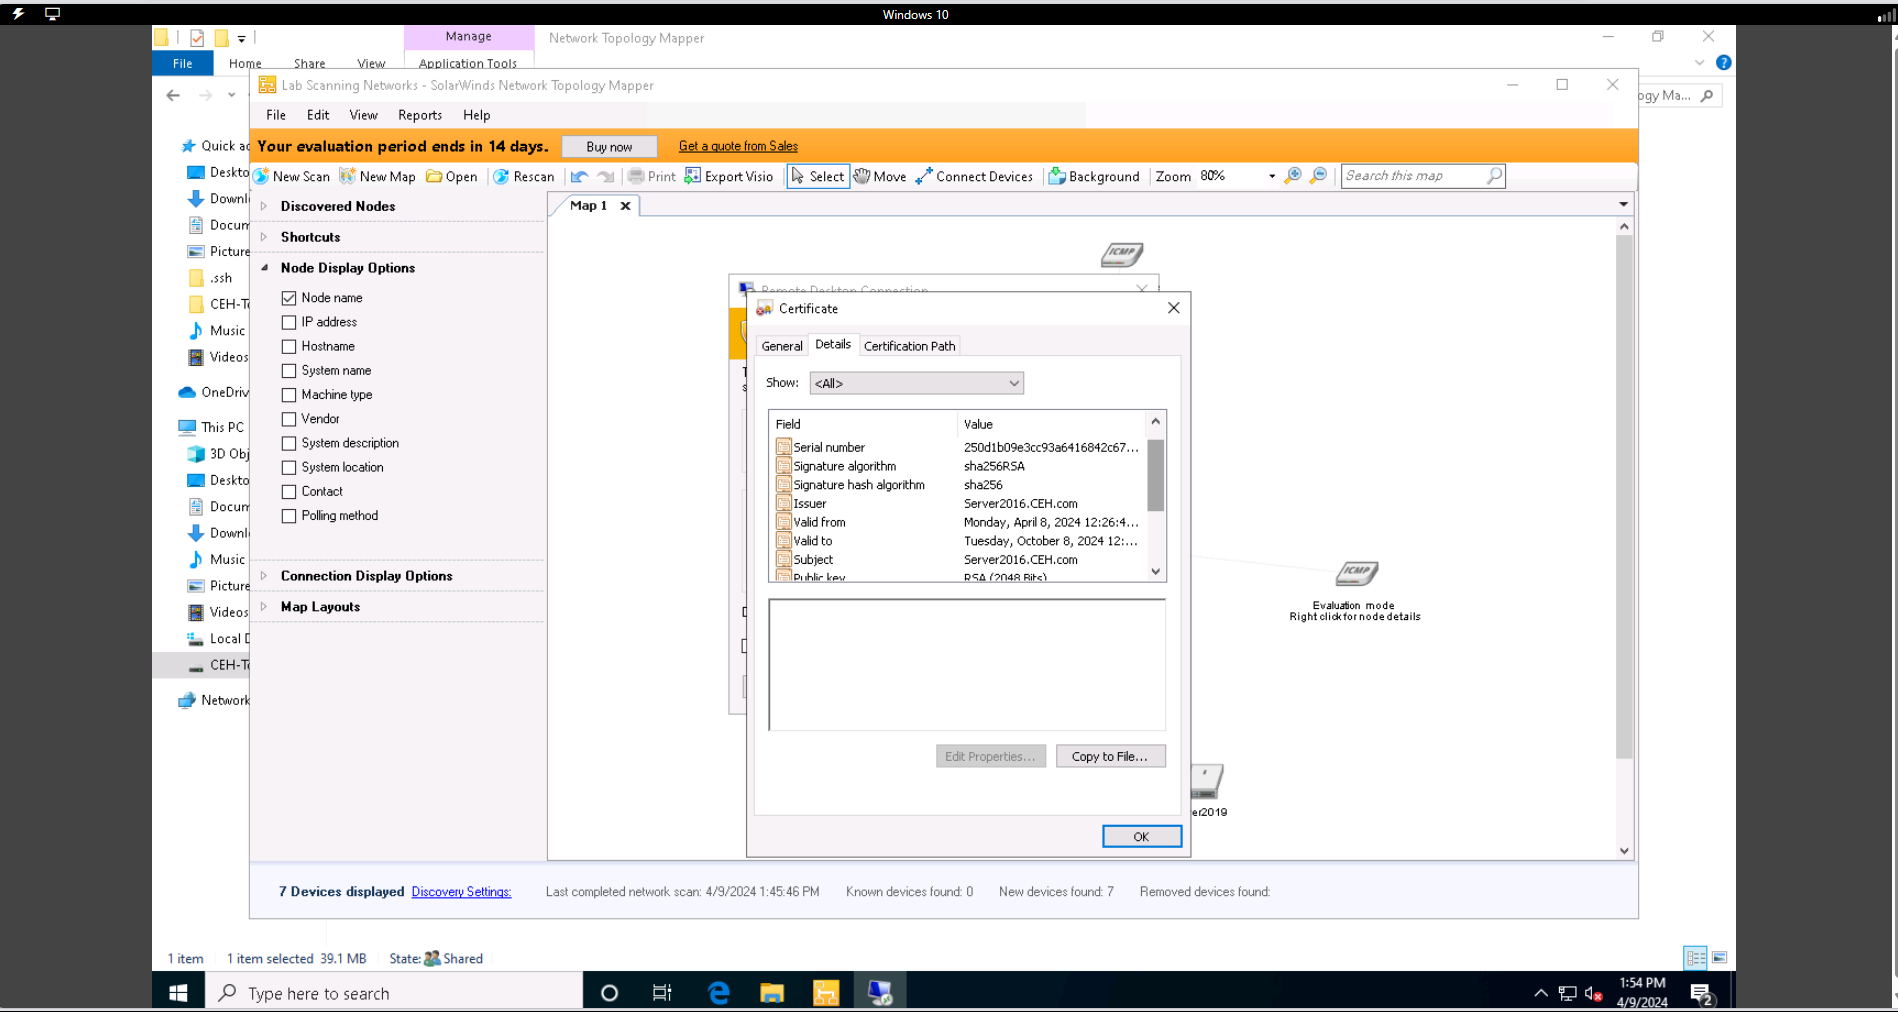 Windows 10
Manage
Network Topology Mapper
File
Home
Share
View
Application Tools
Lab Scanning Networks - SolarWinds Network Topology Mapper
ogy Ma...
File Edit View Reports Help
Your evaluation period ends in 14 days.
Buy now
Get a quote from Sales
New Scan
New Map
Open
Rescan
Print
Export Visio
Select
Move
Connect Devices
Background
Zoom 80%
Search this map
Quick ac
Deskto
Downl
Docum
Picture
.ssh
CEH-To
Music
Videos
OneDriv
This PC
3D Obj
Deskto
Docum
Downl
Music
Picture
Videos
Local D
CEH-To
Network
Discovered Nodes
Shortcuts
Node Display Options
Node name
IP address
Hostname
System name
Machine type
Vendor
System description
System location
Contact
Polling method
Connection Display Options
Map Layouts
Map 1
ICMP
Remote Desktop Connection
Certificate
General
Details
Certification Path
Show: <All>
Field Value
Serial number 250d1b09e3cc93a6416842c67...
Signature algorithm sha256RSA
Signature hash algorithm sha256
Issuer Server2016.CEH.com
Valid from Monday, April 8, 2024 12:26:4...
Valid to Tuesday, October 8, 2024 12:...
Subject Server2016.CEH.com
Public key RSA (2048 Bits)
Edit Properties...
Copy to File...
OK
ICMP
Evaluation mode
Right click for node details
er2019
7 Devices displayed
Discovery Settings:
Last completed network scan: 4/9/2024 1:45:46 PM
Known devices found: 0
New devices found: 7
Removed devices found:
1 item
1 item selected 39.1 MB
State: Shared
Type here to search
1:54 PM
4/9/2024
2